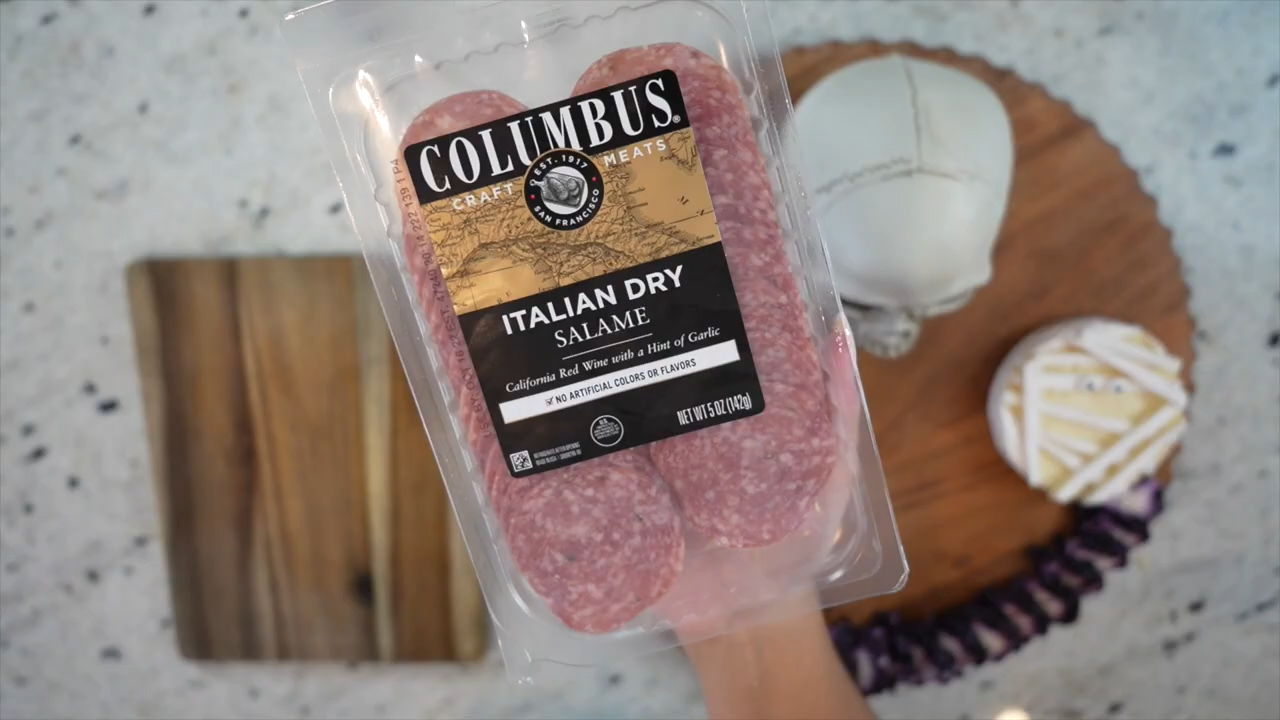 COLUMBUS®
CRAFT MEATS
EST. 1917
SAN FRANCISCO
ITALIAN DRY
SALAME
California Red Wine with a Hint of Garlic
NO ARTIFICIAL COLORS OR FLAVORS
NET WT 5 OZ (142g)